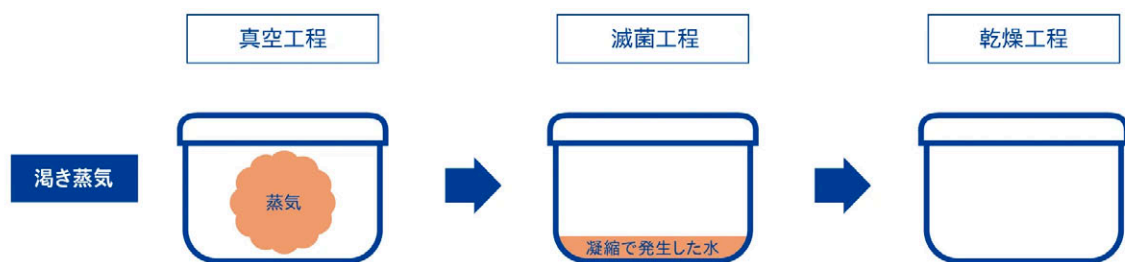 真空工程
滅菌工程
乾燥工程
渇き蒸気
蒸気
凝縮で発生した水